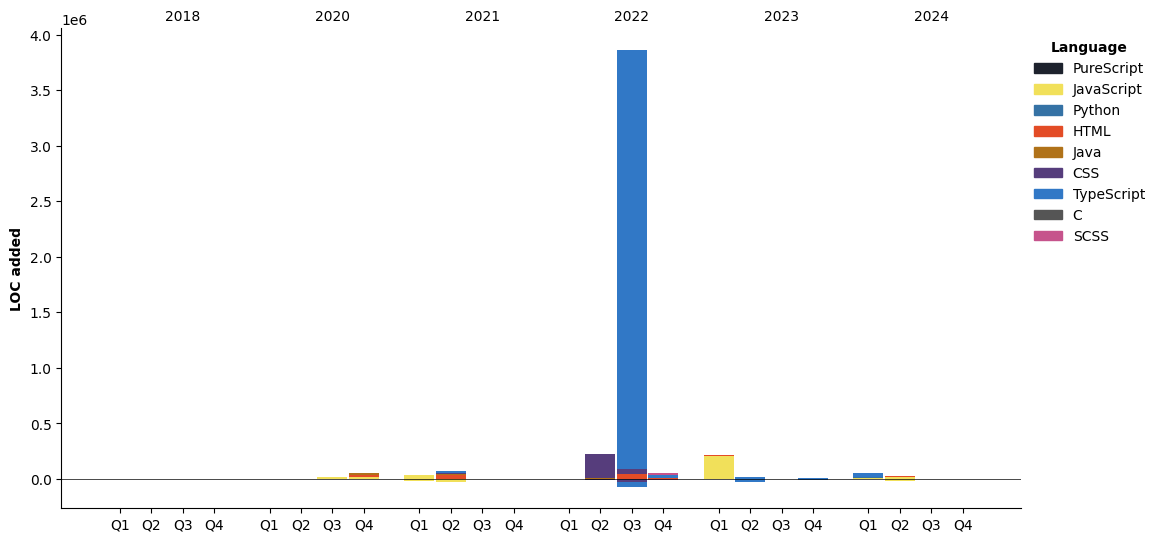 1e6
2018 2020 2021 2022 2023 2024
4.0
3.5
3.0
2.5
2.0
1.5
1.0
0.5
0.0
LOC added
Q1 Q2 Q3 Q4 Q1 Q2 Q3 Q4 Q1 Q2 Q3 Q4 Q1 Q2 Q3 Q4 Q1 Q2 Q3 Q4 Q1 Q2 Q3 Q4
Language
PureScript
JavaScript
Python
HTML
Java
CSS
TypeScript
C
SCSS